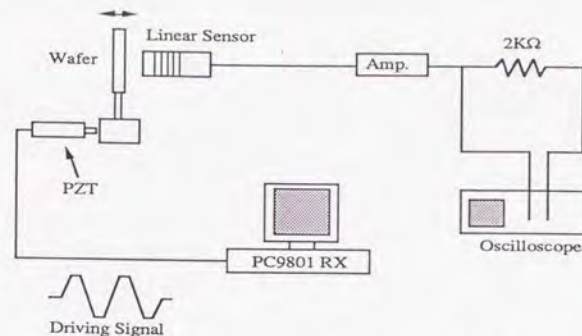 Linear Sensor
2KΩ
Wafer
Amp.
PZT
Oscilloscope
PC9801 RX
Driving Signal